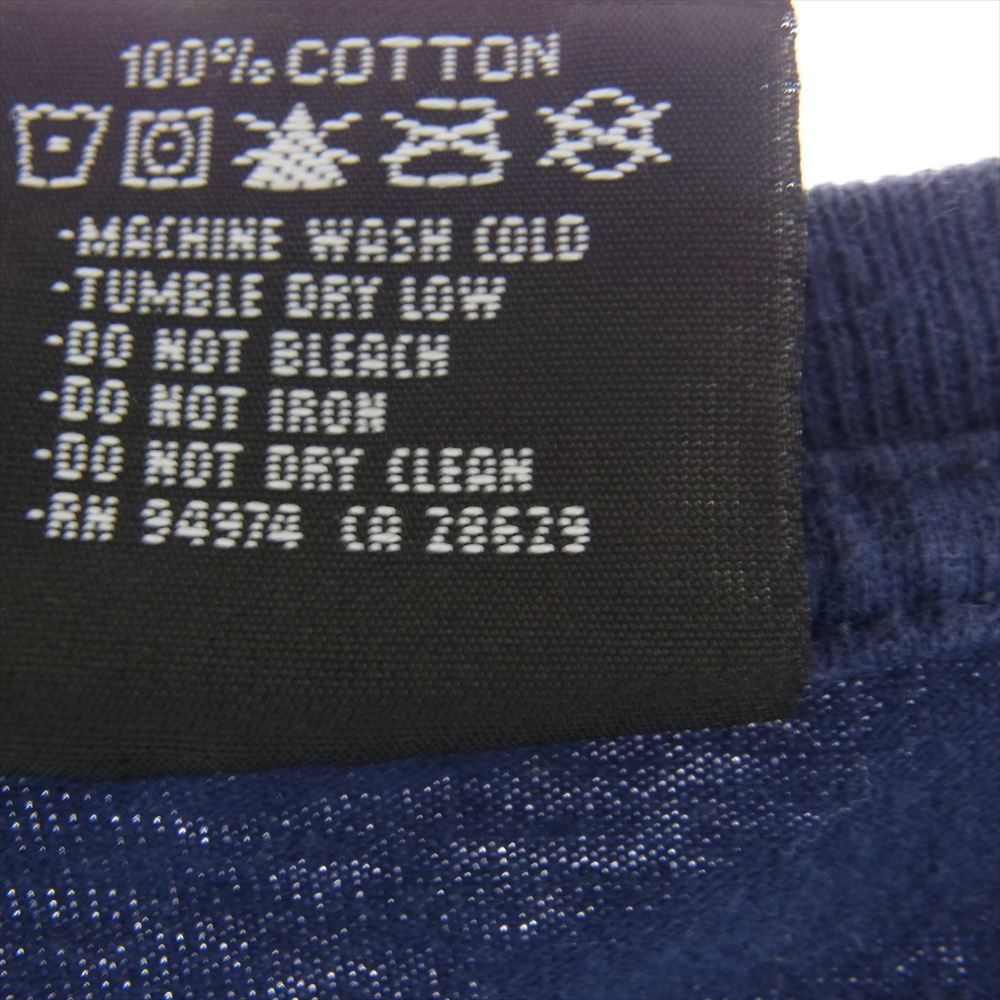 100% COTTON
-MACHINE WASH COLD
-TUMBLE DRY LOW
-DO NOT BLEACH
-DO NOT IRON
-DO NOT DRY CLEAN
-RN 94974 CA 28629